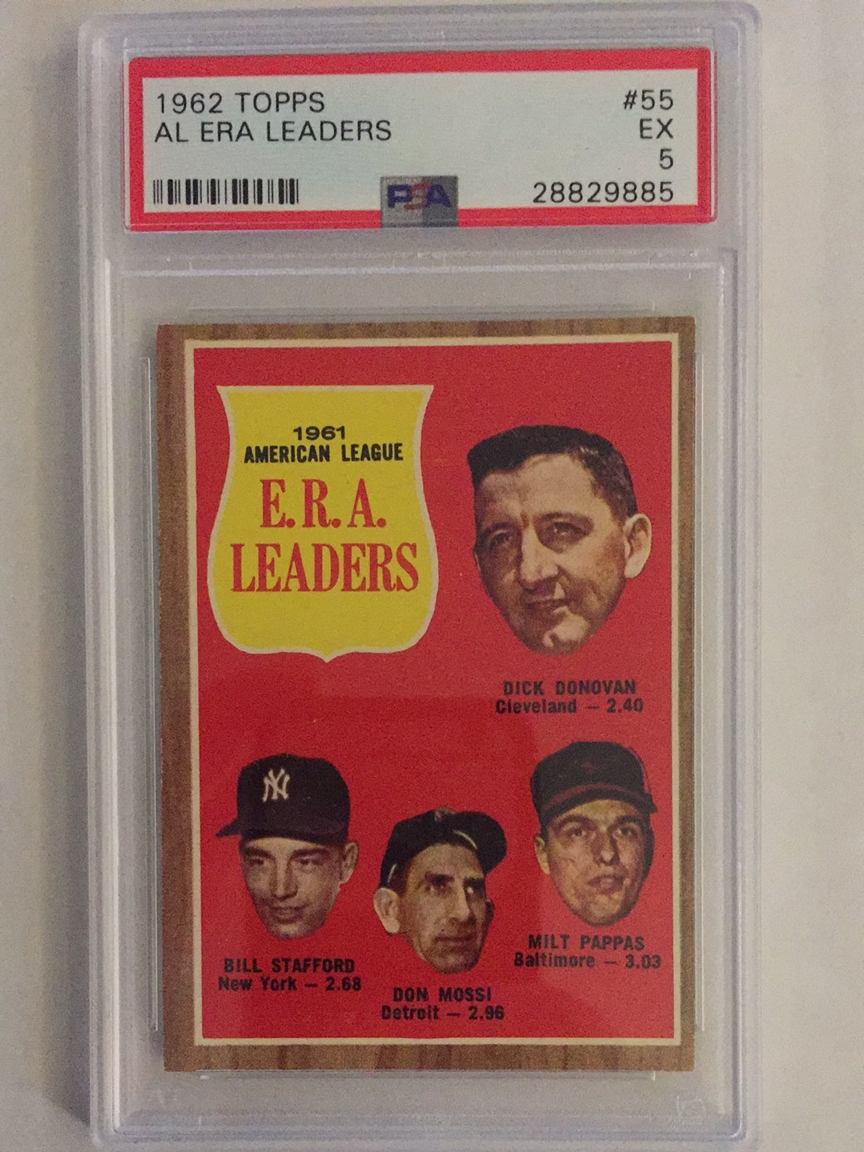 1962 TOPPS #55
AL ERA LEADERS EX
5
PSA 28829885
1961
AMERICAN LEAGUE
E.R.A.
LEADERS
DICK DONOVAN
Cleveland — 2.40
NY
BILL STAFFORD
New York — 2.68
DON MOSSI
Detroit — 2.96
MILT PAPPAS
Baltimore — 3.03